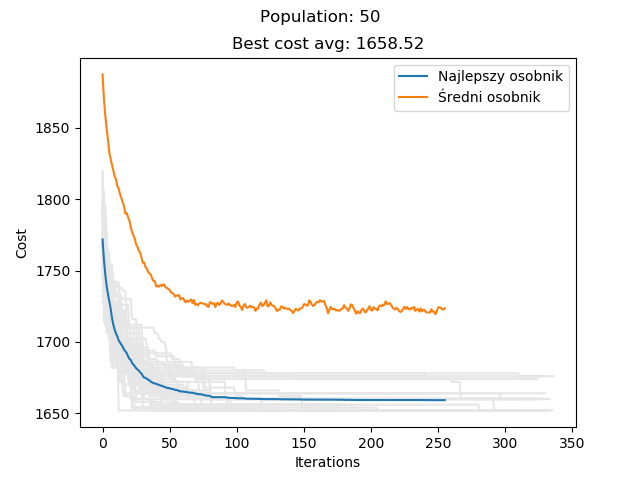 Population: 50
Best cost avg: 1658.52
Najlepszy osobnik
Średni osobnik
1850
1800
1750
1700
1650
Cost
0 50 100 150 200 250 300 350
Iterations